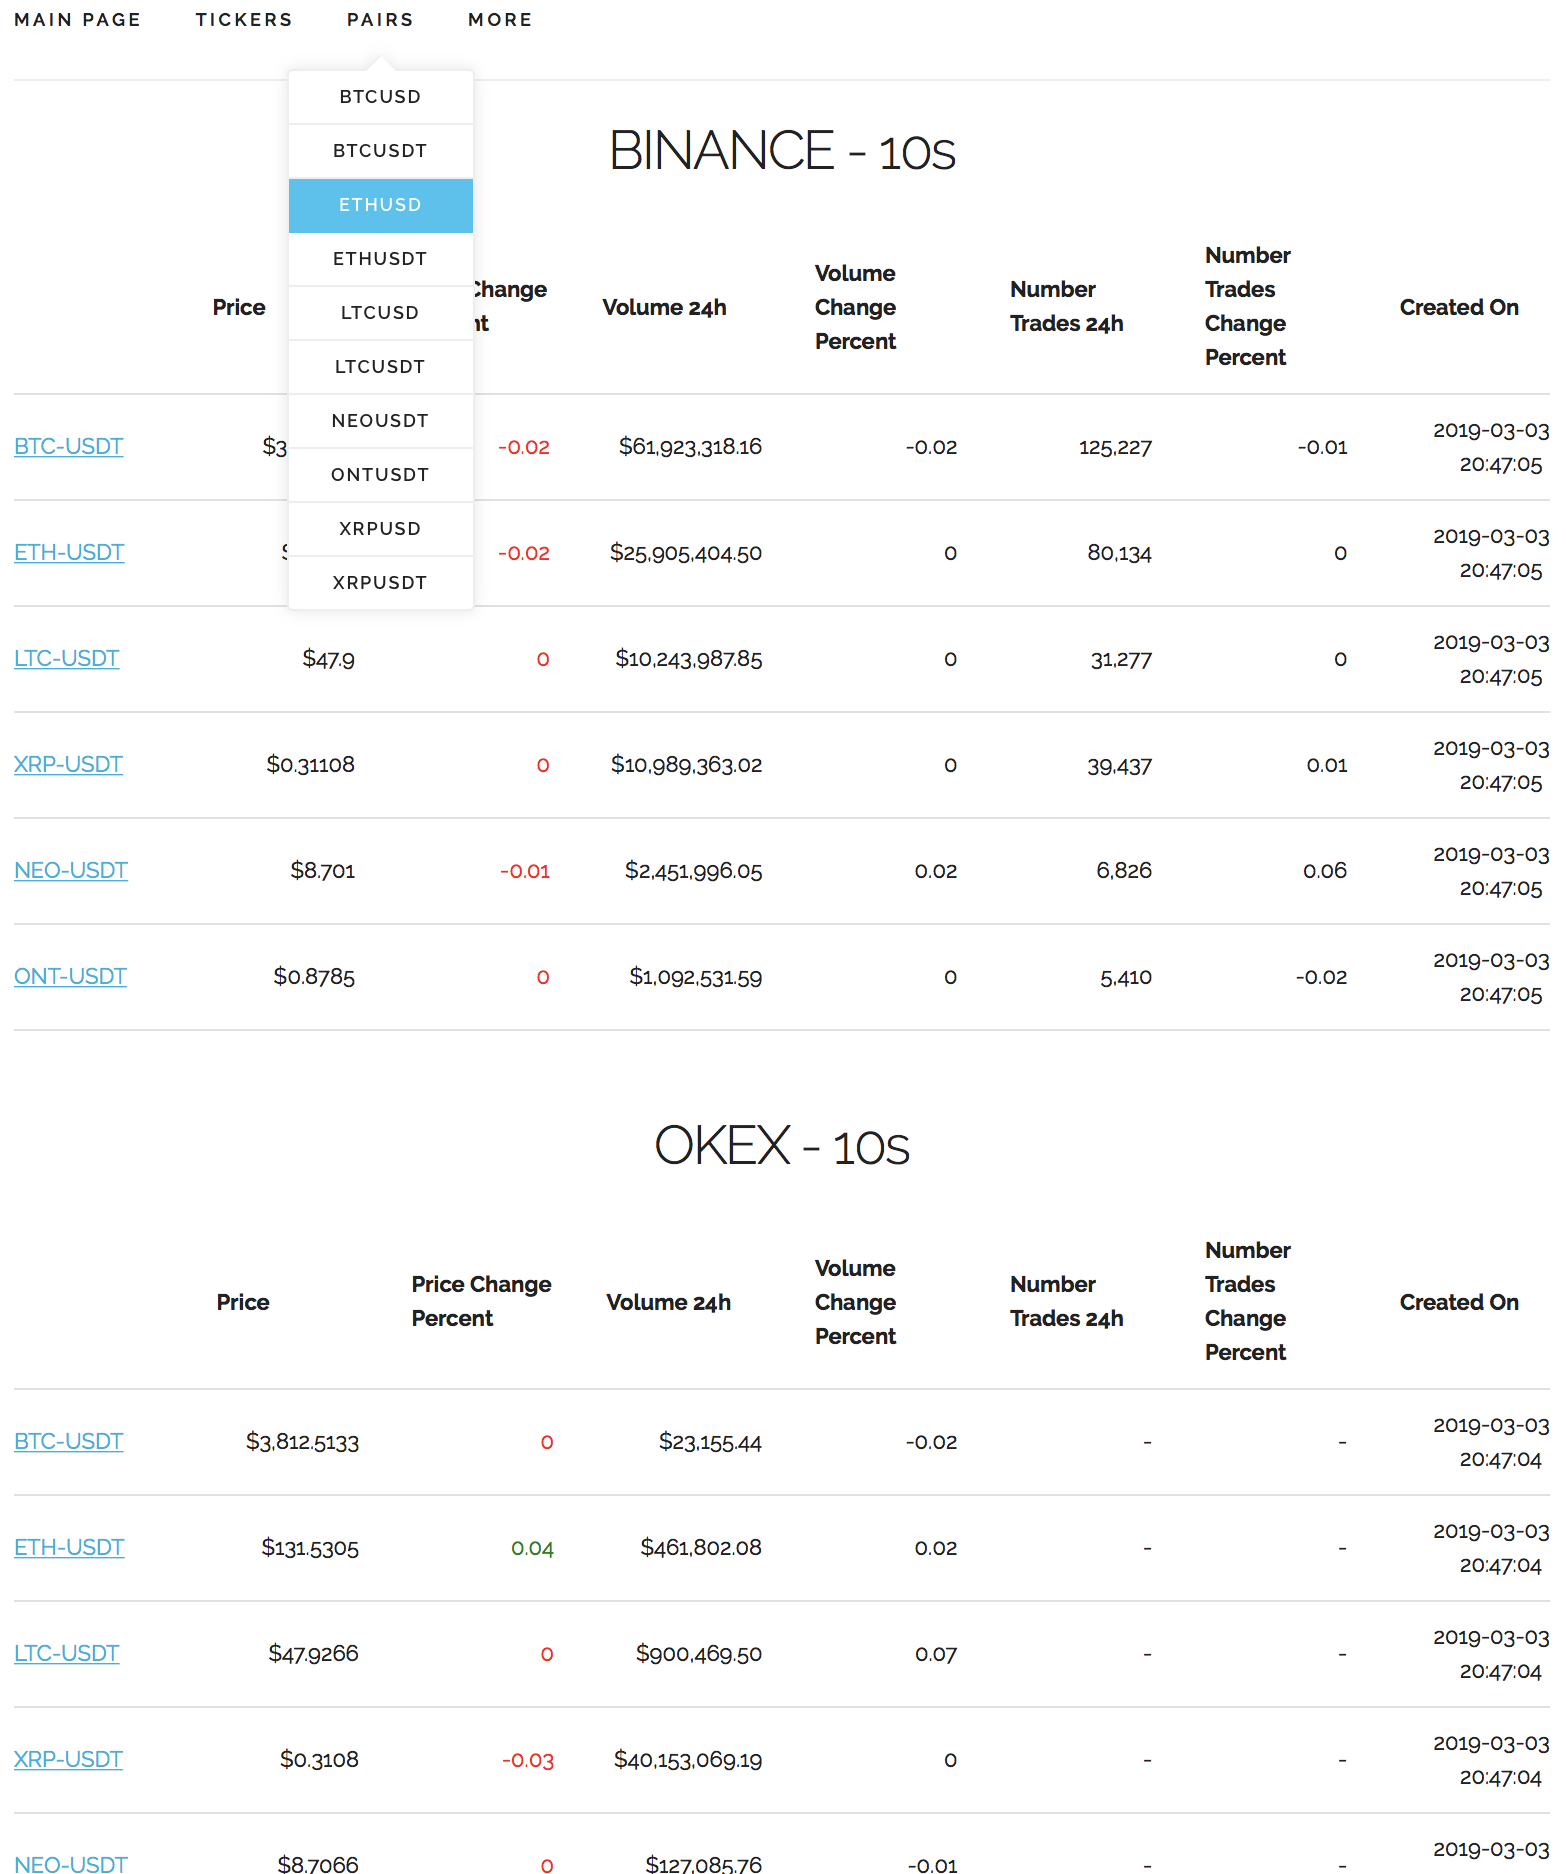 MAIN PAGE TICKERS PAIRS MORE
BTCUSD
BTCUSDT
ETHUSD
ETHUSDT
LTCUSD
LTCUSDT
NEOUSDT
ONTUSDT
XRPUSD
XRPUSDT
BINANCE - 10s
Price Change Volume 24h Volume Change Percent Number Trades 24h Number Trades Change Percent Created On
BTC-USDT $3 -0.02 $61,923,318.16 -0.02 125,227 -0.01 2019-03-03 20:47:05
ETH-USDT -0.02 $25,905,404.50 0 80,134 0 2019-03-03 20:47:05
LTC-USDT $47.9 0 $10,243,987.85 0 31,277 0 2019-03-03 20:47:05
XRP-USDT $0.31108 0 $10,989,363.02 0 39,437 0.01 2019-03-03 20:47:05
NEO-USDT $8.701 -0.01 $2,451,996.05 0.02 6,826 0.06 2019-03-03 20:47:05
ONT-USDT $0.8785 0 $1,092,531.59 0 5,410 -0.02 2019-03-03 20:47:05
OKEX - 10s
Price Price Change Percent Volume 24h Volume Change Percent Number Trades 24h Number Trades Change Percent Created On
BTC-USDT $3,812.5133 0 $23,155.44 -0.02 - - 2019-03-03 20:47:04
ETH-USDT $131.5305 0.04 $461,802.08 0.02 - - 2019-03-03 20:47:04
LTC-USDT $47.9266 0 $900,469.50 0.07 - - 2019-03-03 20:47:04
XRP-USDT $0.3108 -0.03 $40,153,069.19 0 - - 2019-03-03 20:47:04
NEO-USDT $8.7066 0 $127,085.76 -0.01 - - 2019-03-03